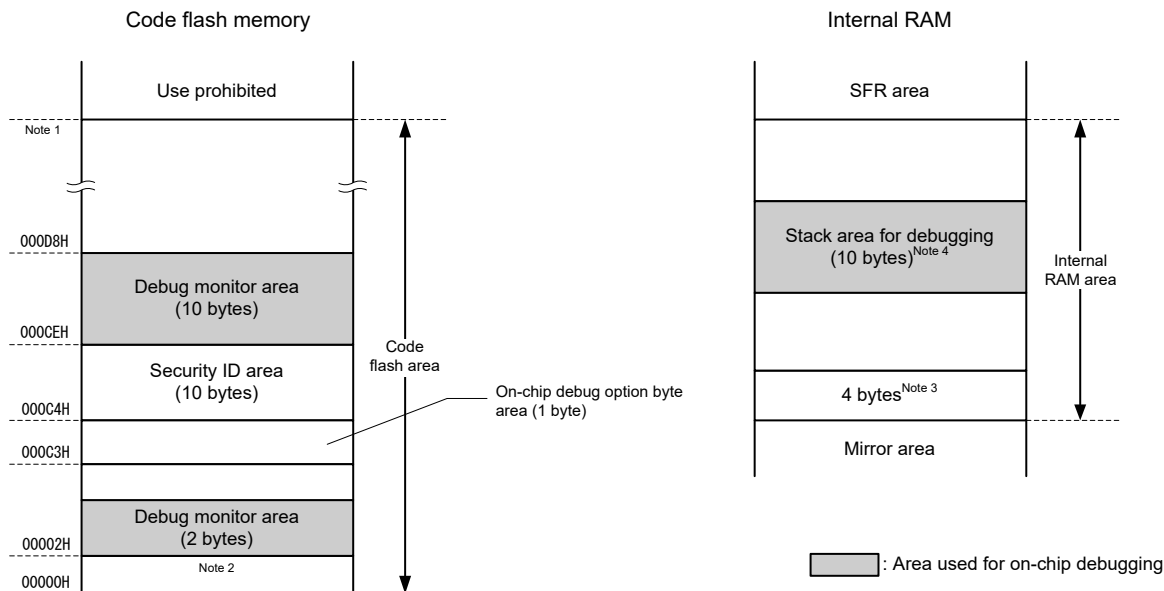 Code flash memory
Use prohibited
Note 1
000D8H
Debug monitor area
(10 bytes)
000CEH
Security ID area
(10 bytes)
000C4H
000C3H
Debug monitor area
(2 bytes)
00002H
Note 2
00000H
Code
flash area
On-chip debug option byte
area (1 byte)
Internal RAM
SFR area
Stack area for debugging
(10 bytes)Note 4
4 bytesNote 3
Mirror area
Internal
RAM area
: Area used for on-chip debugging